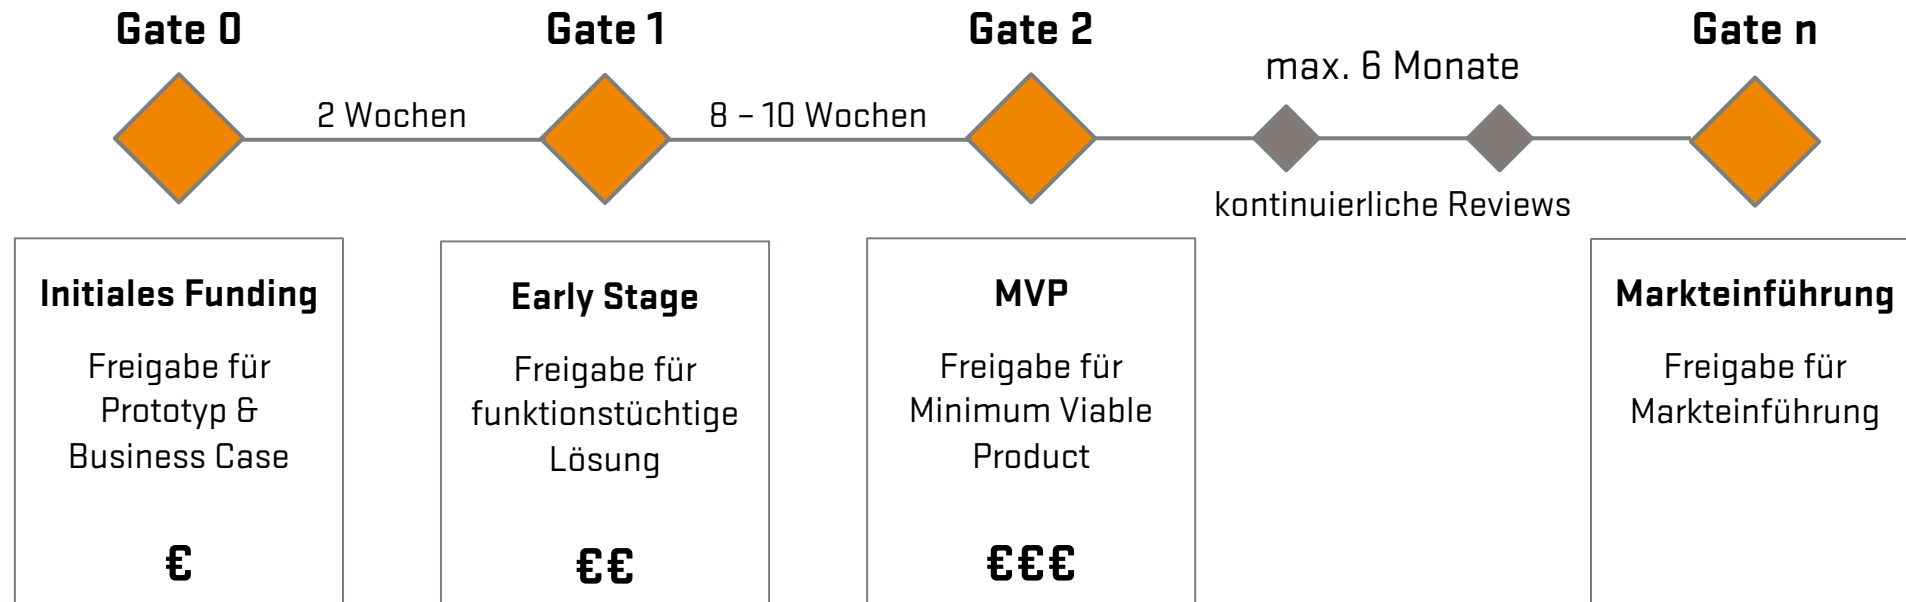 Gate 0
Gate 1
Gate 2
Gate n
2 Wochen
8 – 10 Wochen
max. 6 Monate
kontinuierliche Reviews
Initiales Funding
Freigabe für
Prototyp &
Business Case
€
Early Stage
Freigabe für
funktionstüchtige
Lösung
€€
MVP
Freigabe für
Minimum Viable
Product
€€€
Markteinführung
Freigabe für
Markteinführung